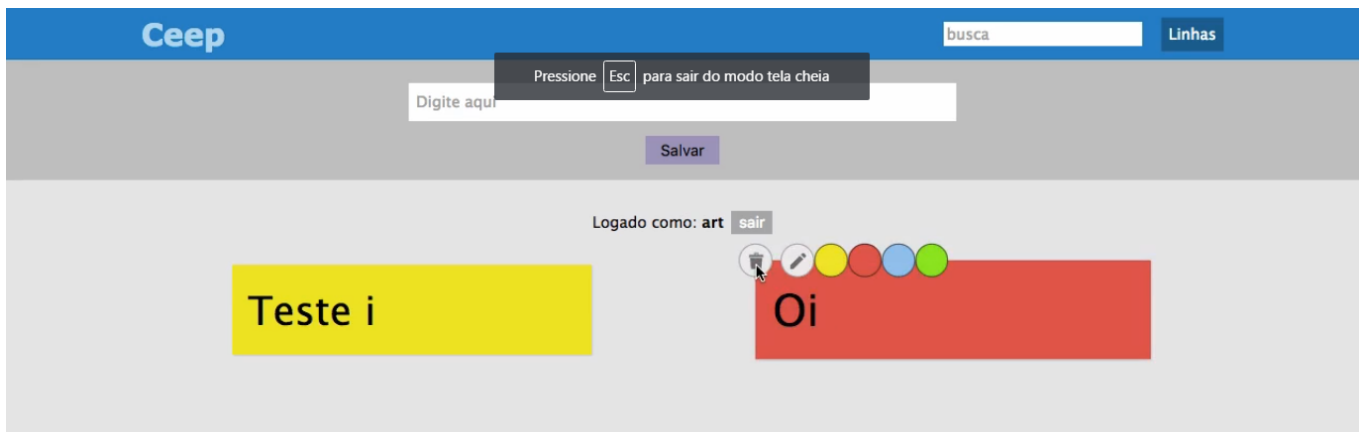 Ceep
busca
Linhas
Pressione Esc para sair do modo tela cheia
Digite aqui
Salvar
Logado como: art sair
Teste i
Oi